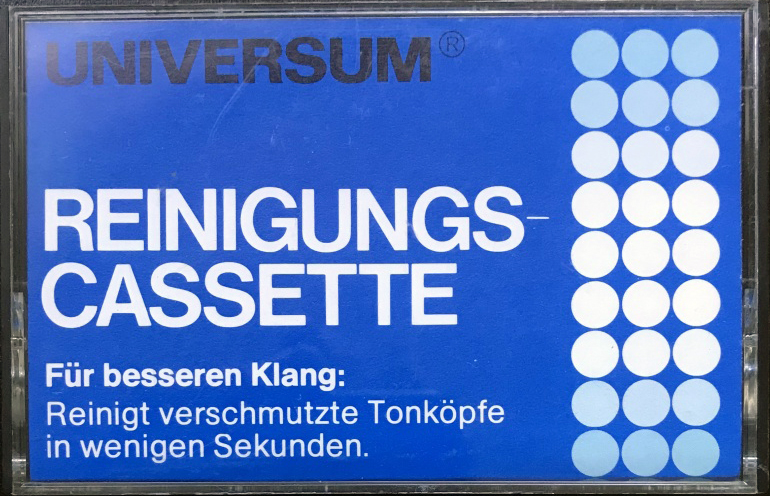 UNIVERSUM®
REINIGUNGS-
CASSETTE
Für besseren Klang:
Reinigt verschmutzte Tonköpfe
in wenigen Sekunden.